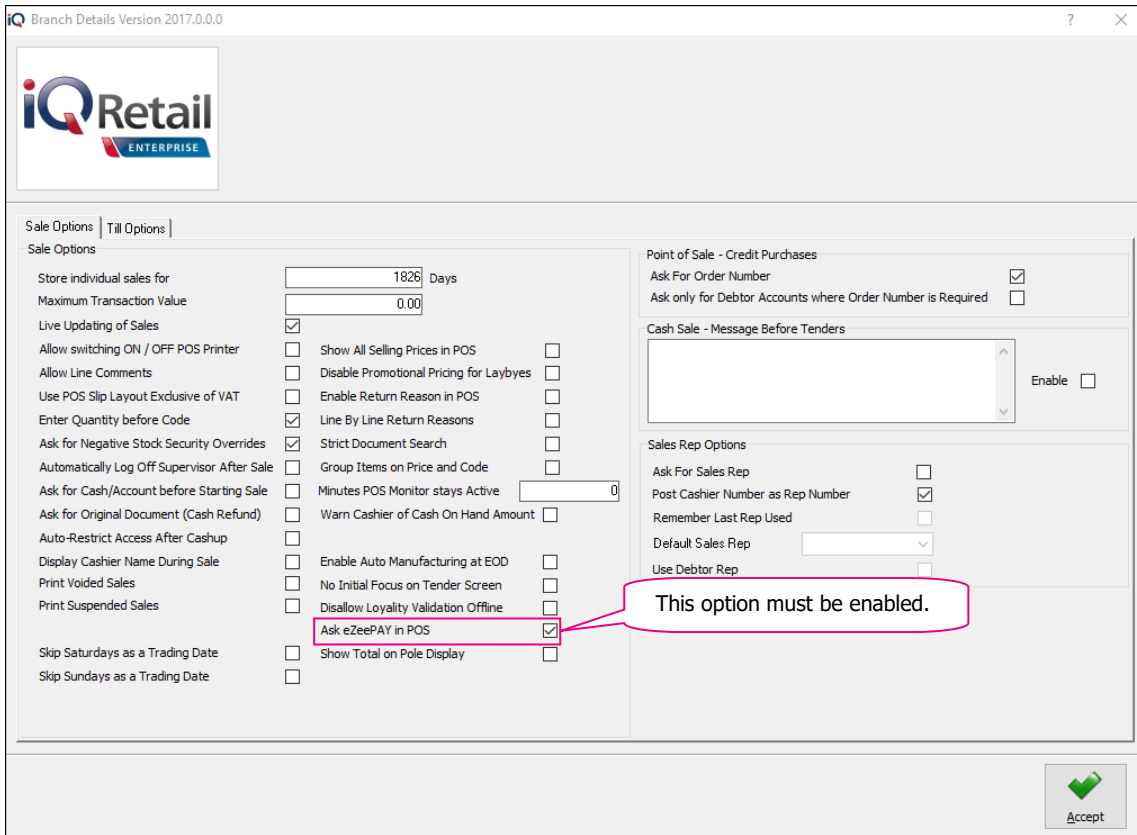 iQ Branch Details Version 2017.0.0.0 ?
iQ Retail
ENTERPRISE
Sale Options Till Options
Sale Options
Store individual sales for 1826 Days
Maximum Transaction Value 0.00
Live Updating of Sales
Allow switching ON / OFF POS Printer
Allow Line Comments
Use POS Slip Layout Exclusive of VAT
Enter Quantity before Code
Ask for Negative Stock Security Overrides
Automatically Log Off Supervisor After Sale
Ask for Cash/Account before Starting Sale
Ask for Original Document (Cash Refund)
Auto-Restrict Access After Cashup
Display Cashier Name During Sale
Print Voided Sales
Print Suspended Sales
Skip Saturdays as a Trading Date
Skip Sundays as a Trading Date
Show All Selling Prices in POS
Disable Promotional Pricing for Laybyes
Enable Return Reason in POS
Line By Line Return Reasons
Strict Document Search
Group Items on Price and Code
Minutes POS Monitor stays Active 0
Warn Cashier of Cash On Hand Amount
Enable Auto Manufacturing at EOD
No Initial Focus on Tender Screen
Disallow Loyality Validation Offline
Ask eZeePAY in POS
Show Total on Pole Display
Point of Sale - Credit Purchases
Ask For Order Number
Ask only for Debtor Accounts where Order Number is Required
Cash Sale - Message Before Tenders
Enable
Sales Rep Options
Ask For Sales Rep
Post Cashier Number as Rep Number
Remember Last Rep Used
Default Sales Rep
Use Debtor Rep
This option must be enabled.
Accept